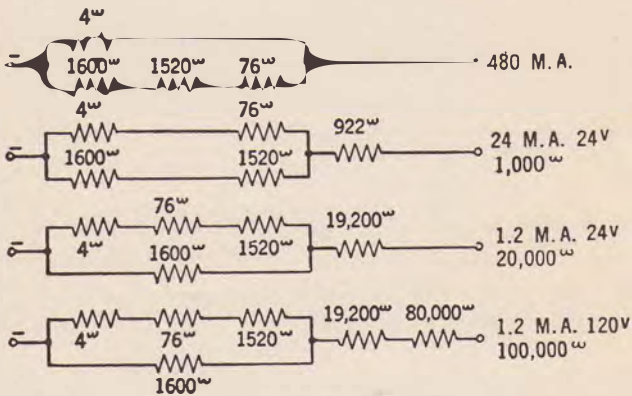 4ω
1600ω 1520ω 76ω
480 M.A.
4ω 76ω 922ω
1600ω 1520ω
24 M.A. 24V
1,000ω
76ω 19,200ω
4ω 1600ω 1520ω
1.2 M.A. 24V
20,000ω
19,200ω 80,000ω
4ω 76ω 1520ω
1600ω
1.2 M.A. 120V
100,000ω